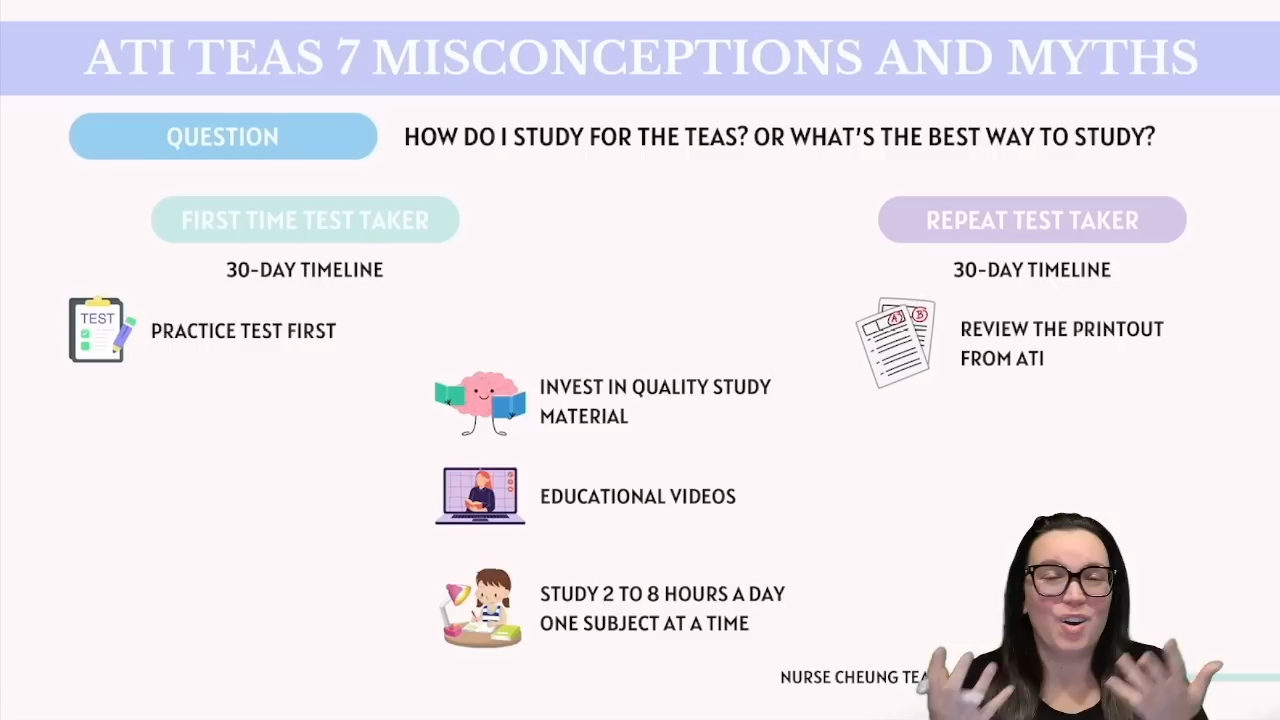 ATI TEAS 7 MISCONCEPTIONS AND MYTHS
QUESTION
HOW DO I STUDY FOR THE TEAS? OR WHAT'S THE BEST WAY TO STUDY?
FIRST TIME TEST TAKER
30-DAY TIMELINE
TEST
PRACTICE TEST FIRST
REPEAT TEST TAKER
30-DAY TIMELINE
REVIEW THE PRINTOUT
FROM ATI
INVEST IN QUALITY STUDY
MATERIAL
EDUCATIONAL VIDEOS
STUDY 2 TO 8 HOURS A DAY
ONE SUBJECT AT A TIME
NURSE CHEUNG